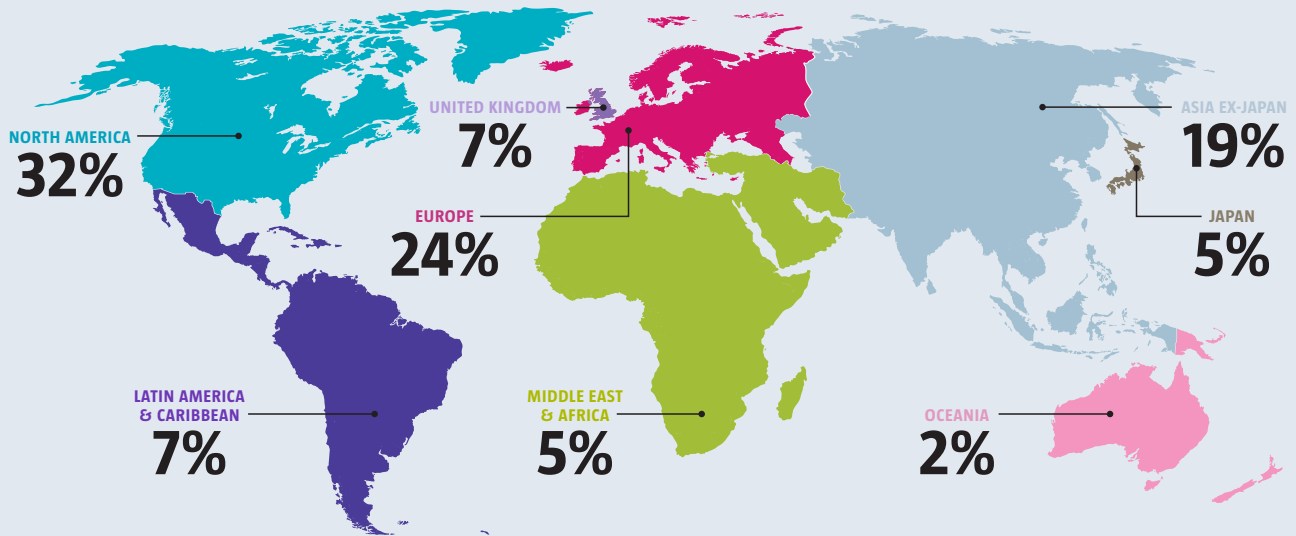 NORTH AMERICA
32%
UNITED KINGDOM
7%
EUROPE
24%
ASIA EX-JAPAN
19%
JAPAN
5%
LATIN AMERICA
& CARIBBEAN
7%
MIDDLE EAST
& AFRICA
5%
OCEANIA
2%